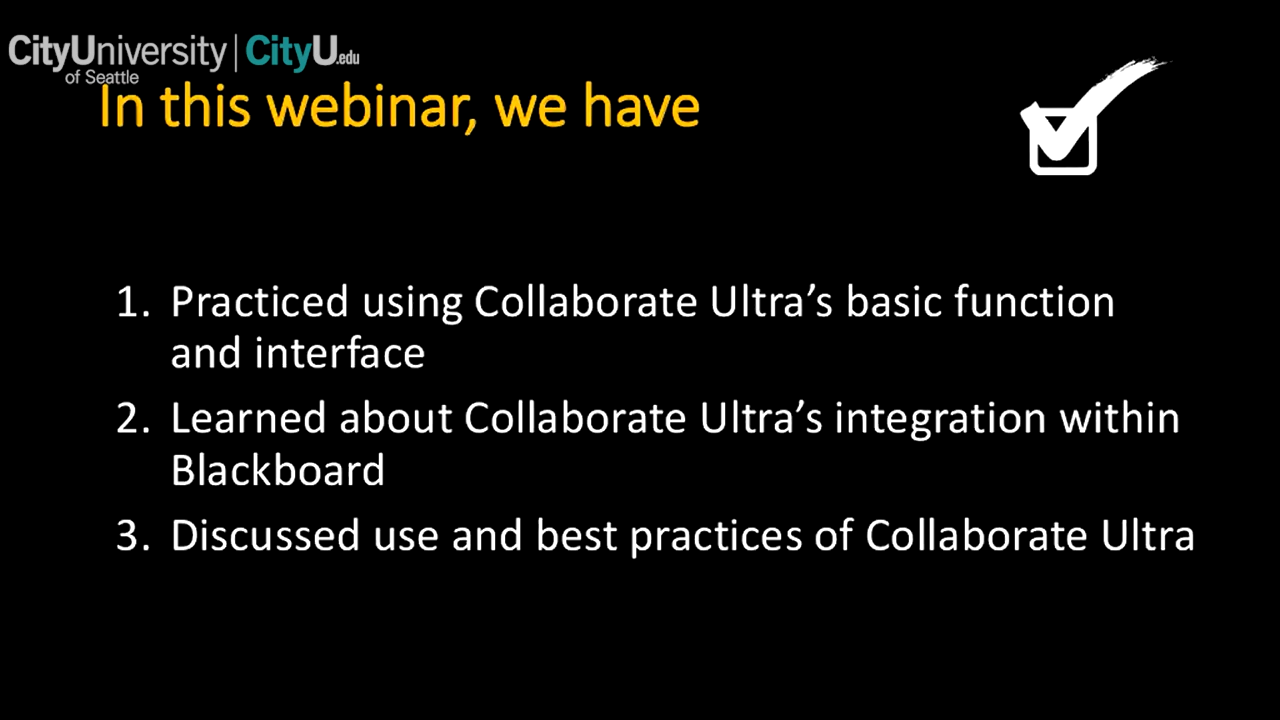 CityUniversity | CityU.edu
of Seattle
In this webinar, we have
1. Practiced using Collaborate Ultra’s basic function
and interface
2. Learned about Collaborate Ultra’s integration within
Blackboard
3. Discussed use and best practices of Collaborate Ultra